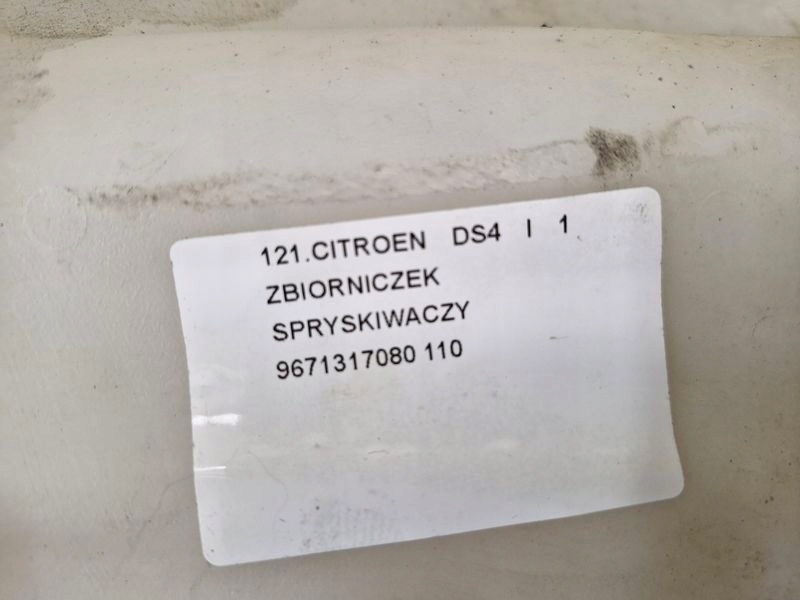 121.CITROEN DS4 I 1
ZBIORNICZEK
SPRYSKIWACZY
9671317080 110